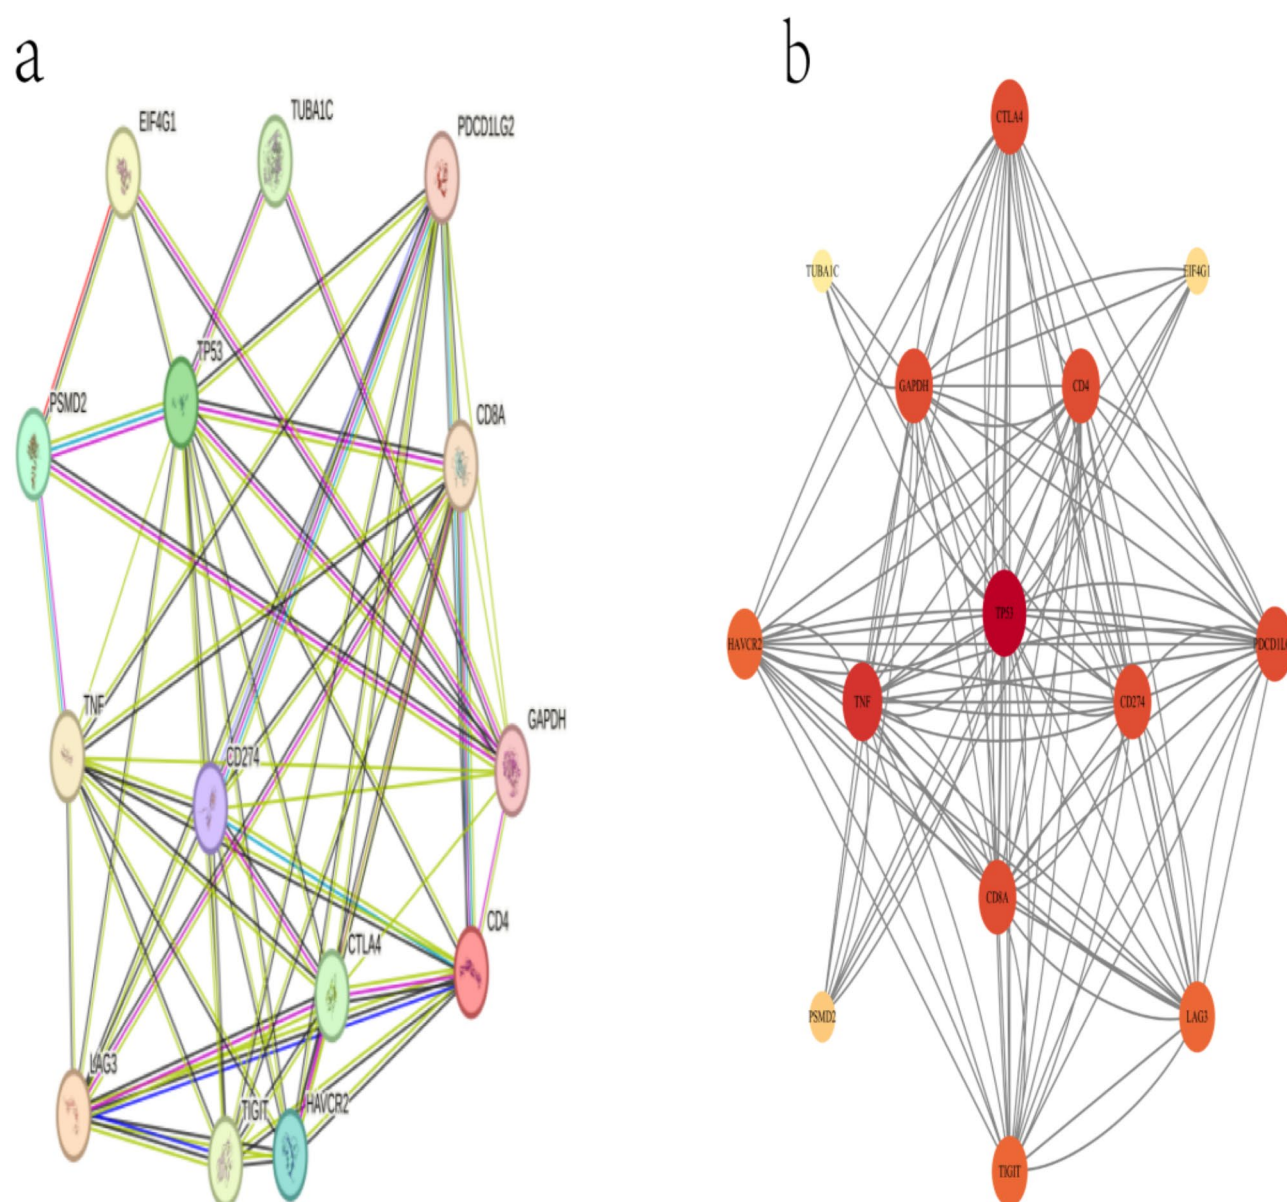 a
b
EIF4G1
TUBA1C
PDCD1LG2
TP53
PSMD2
CD8A
TNF
CD274
GAPDH
CTLA4
CD4
LAG3
TIGIT
HAVCR2
CTLA4
TUBA1C
EIF4G1
GAPDH
CD4
TP53
HAVCR2
PDCD1LG
TNF
CD274
CD8A
PSMD2
LAG3
TIGIT